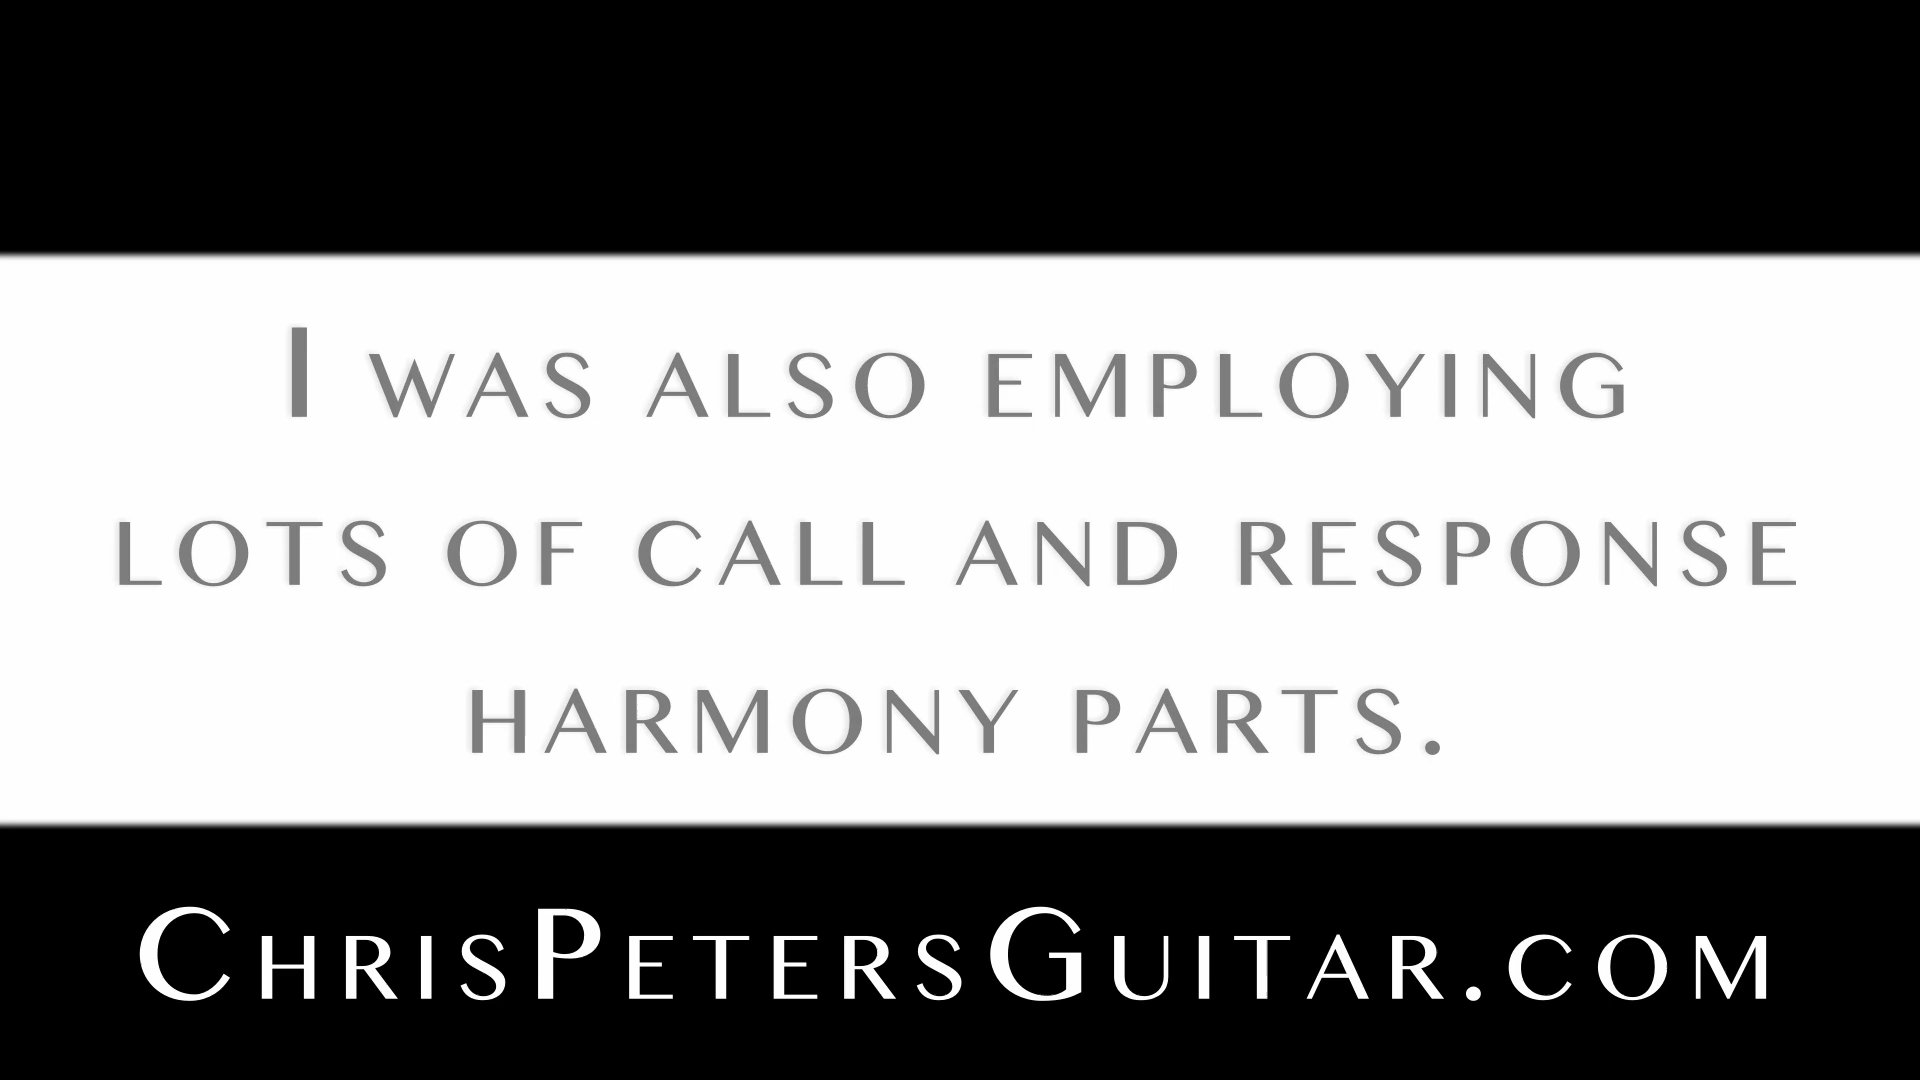 I was also employing
lots of call and response
harmony parts.
ChrisPetersGuitar.com